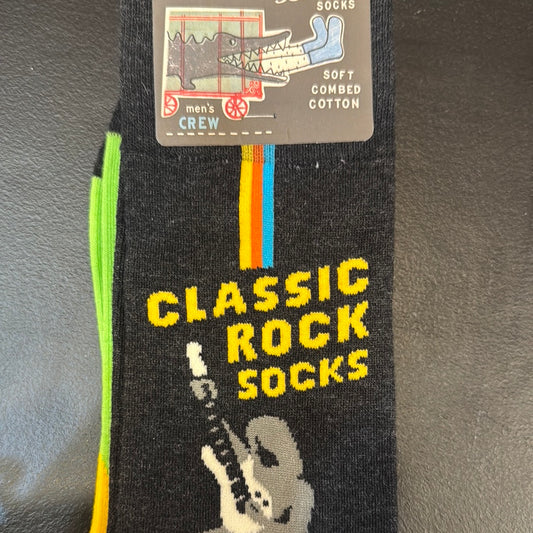 SOCKS
SOFT
COMBED
COTTON
men's
CREW
CLASSIC
ROCK
SOCKS